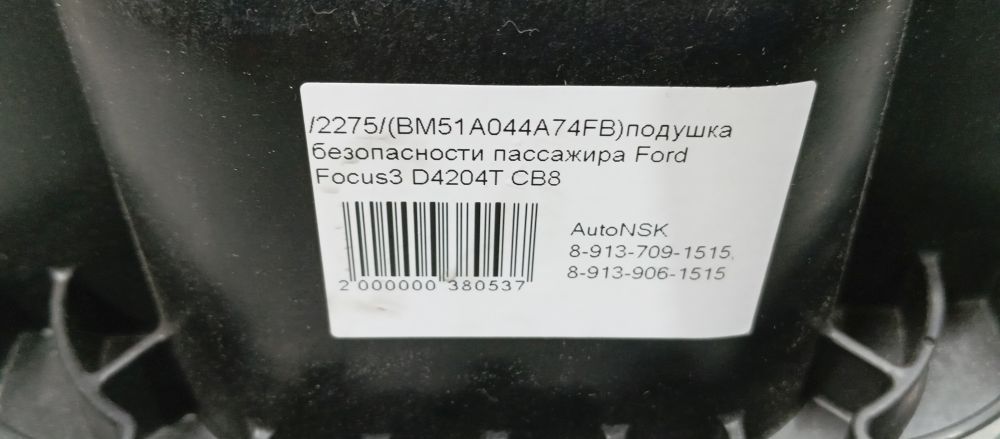 /2275/(BM51A044A74FB)подушка
безопасности пассажира Ford
Focus3 D4204T CB8
AutoNSK
8-913-709-1515,
8-913-906-1515
2 000000 380537